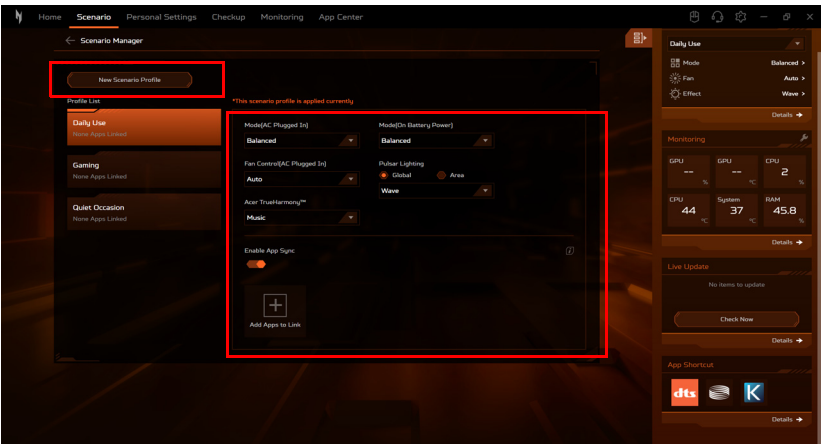 Home Scenario Personal Settings Checkup Monitoring App Center
Scenario Manager
New Scenario Profile
Profile List
Daily Use
None Apps Linked
Gaming
None Apps Linked
Quiet Occasion
None Apps Linked
*This scenario profile is applied currently
Mode(AC Plugged In)
Balanced
Mode(On Battery Power)
Balanced
Fan Control(AC Plugged In)
Auto
Pulsar Lighting
Global Area
Wave
Acer TrueHarmony™
Music
Enable App Sync
i
Add Apps to Link
Daily Use
Mode Balanced >
Fan Auto >
Effect Wave >
Details →
Monitoring
GPU
--
%
GPU
--
°C
CPU
2
%
CPU
44
°C
System
37
°C
RAM
45.8
%
Details →
Live Update
No items to update
Check Now
Details →
App Shortcut
dts
K
Details →